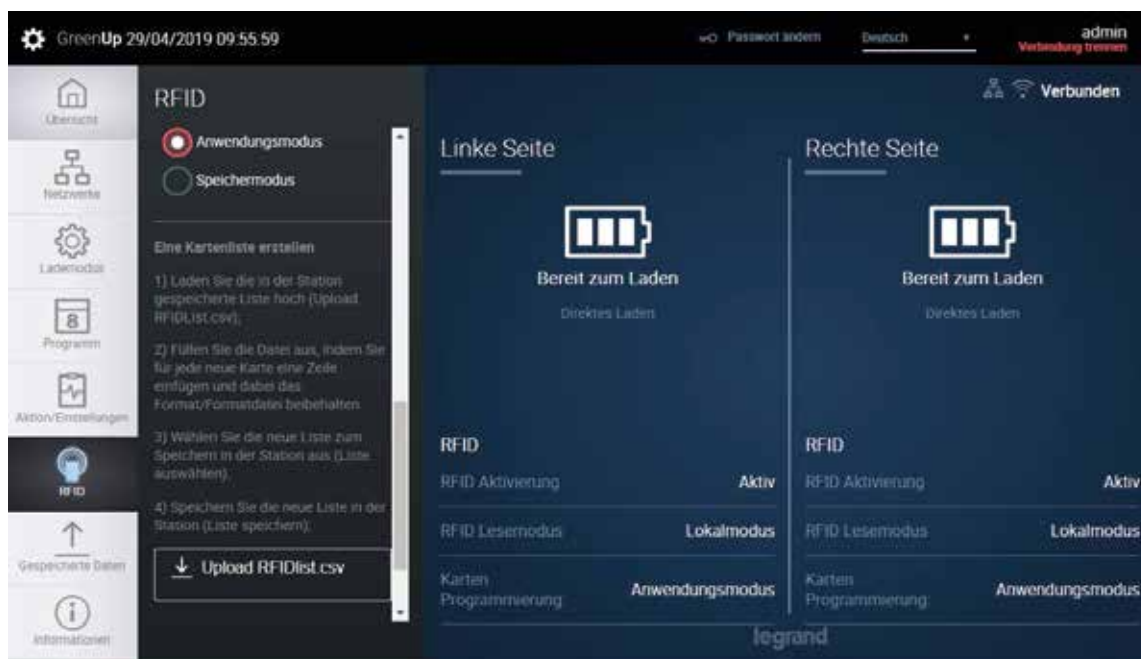 GreenUp 29/04/2019 09:55:59
Passwort ändern
Deutsch
admin
Verbindung trennen
Übersicht
Netzwerke
Lademodus
8
Programm
Aktion/Einstellungen
RFID
Gespeicherte Daten
Informationen
RFID
Anwendungsmodus
Speichermodus
Eine Kartenliste erstellen
1) Laden Sie die in der Station
gespeicherte Liste hoch (Upload
RFIDList.csv);
2) Füllen Sie die Datei aus, indem Sie
für jede neue Karte eine Zeile
einfügen und dabei das
Format/Formatdatei beibehalten.
3) Wählen Sie die neue Liste zum
Speichern in der Station aus (Liste
auswählen).
4) Speichern Sie die neue Liste in der
Station (Liste speichern);
Upload RFIDlist.csv
Verbunden
Linke Seite
Bereit zum Laden
Direktes Laden
RFID
RFID Aktivierung Aktiv
RFID Lesemodus Lokalmodus
Karten
Programmierung: Anwendungsmodus
Rechte Seite
Bereit zum Laden
Direktes Laden
RFID
RFID Aktivierung Aktiv
RFID Lesemodus Lokalmodus
Karten
Programmierung: Anwendungsmodus
legrand